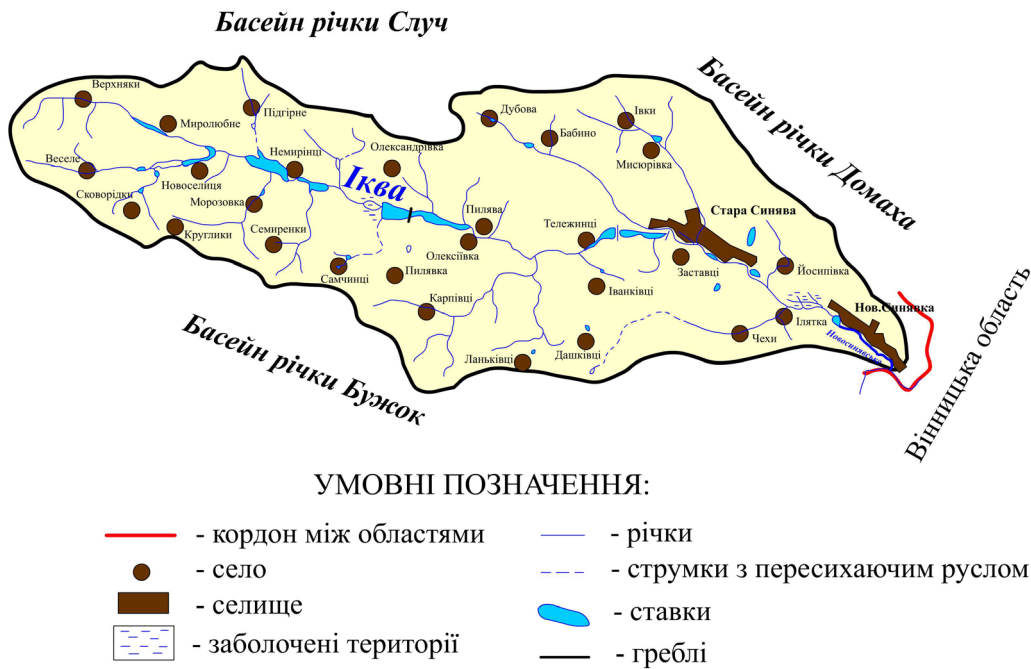 Басейн річки Случ
Басейн річки Домаха
Верхняки
Підгірне
Миролюбне
Дубова
Івки
Бабино
Мисюрівка
Веселе
Немирінці
Олександрівка
Новоселиця
Іква
Сковорідки
Морозовка
Стара Синява
Пилява
Круглики
Семиренки
Тележинці
Олексіївка
Заставці
Йосипівка
Самчинці
Пилявка
Іванківці
Карпівці
Нов.Синявка
Ілятка
Чехи
Новосинявська
Ланьківці
Дашківці
Басейн річки Бужок
Вінницька область
УМОВНІ ПОЗНАЧЕННЯ:
- кордон між областями
- село
- селище
- заболочені території
- річки
- струмки з пересихаючим руслом
- ставки
- греблі